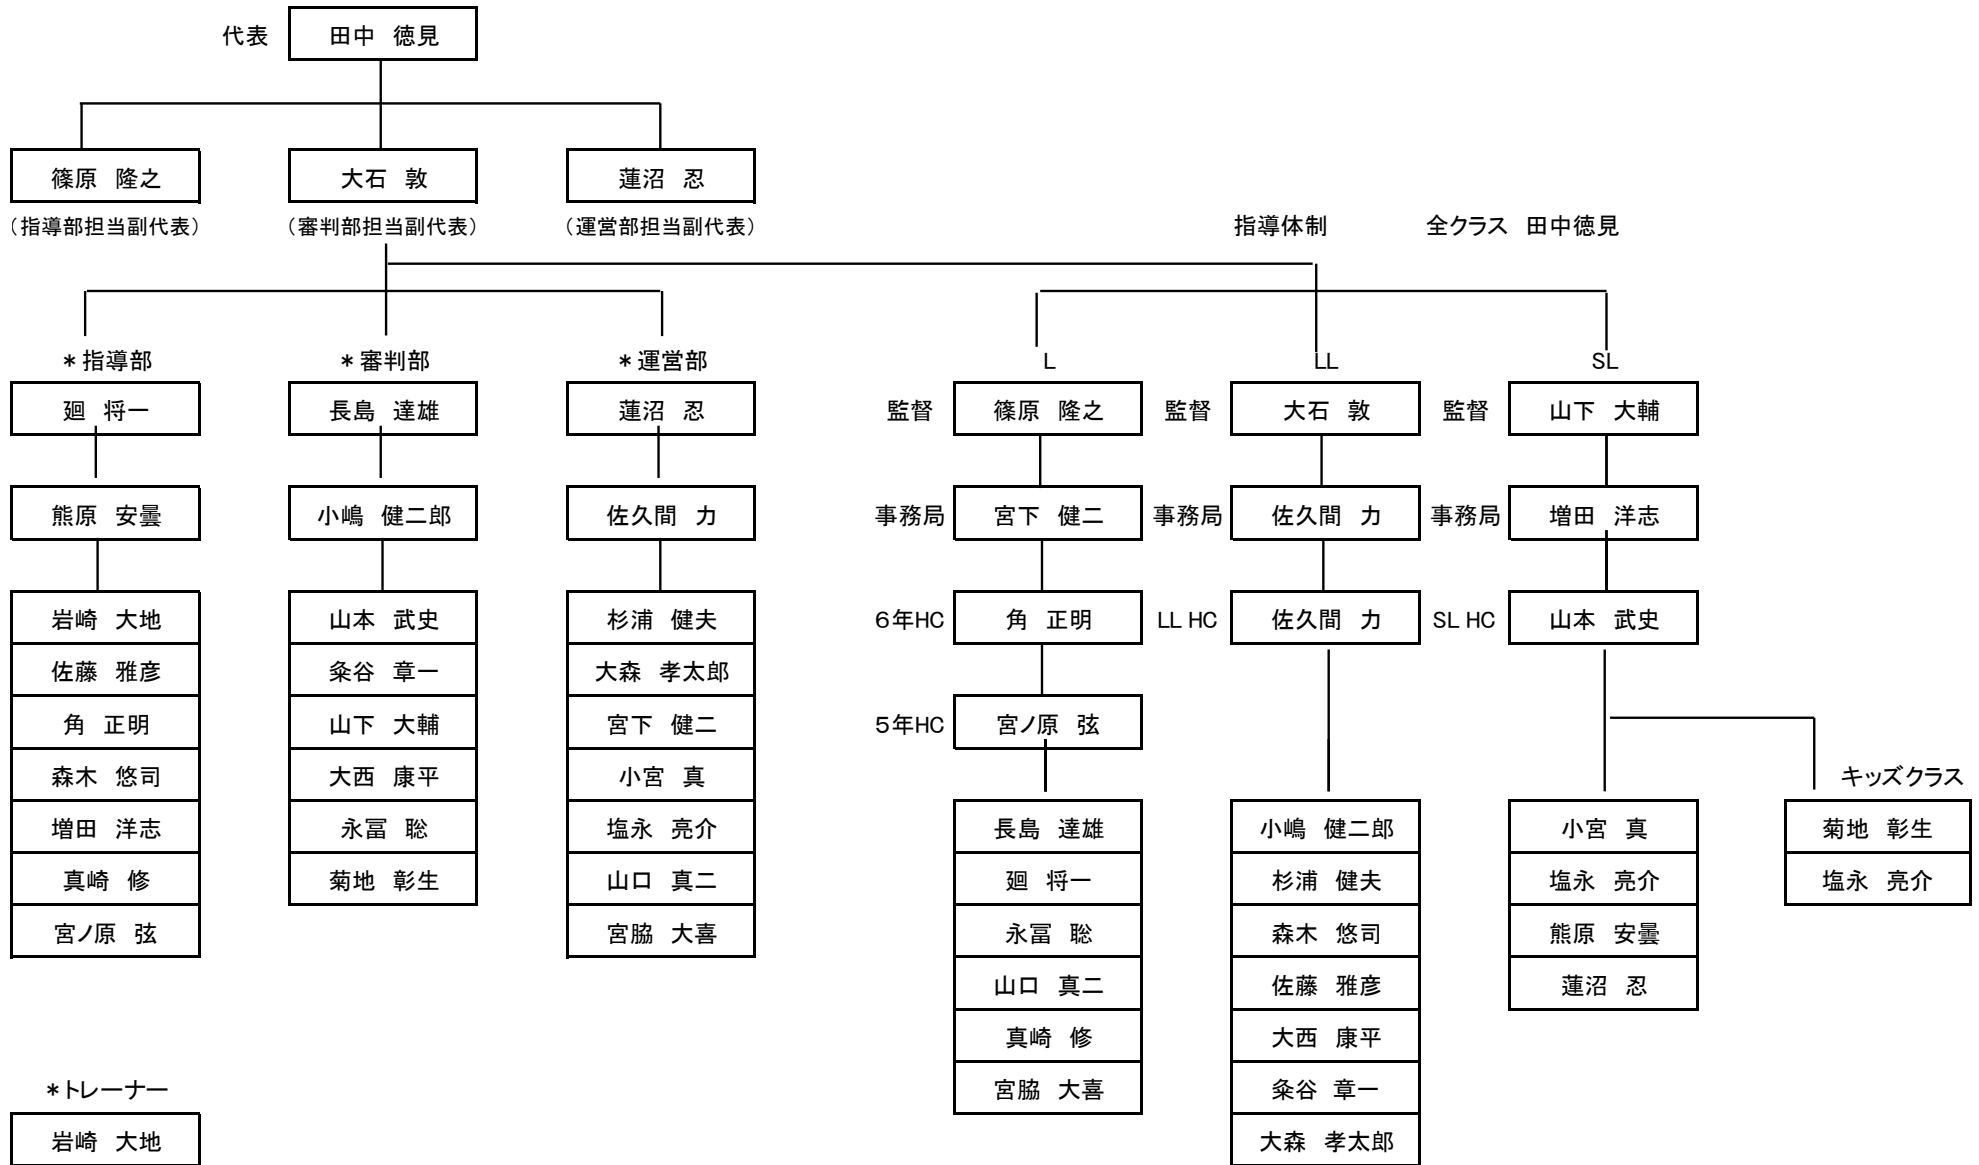 代表 田中 徳見
篠原 隆之 大石 敦 蓮沼 忍
（指導部担当副代表） （審判部担当副代表） （運営部担当副代表） 指導体制 全クラス 田中徳見
＊指導部 ＊審判部 ＊運営部 L LL SL
廻 将一 長島 達雄 蓮沼 忍 監督 篠原 隆之 監督 大石 敦 監督 山下 大輔
熊原 安曇 小嶋 健二郎 佐久間 力 事務局 宮下 健二 事務局 佐久間 力 事務局 増田 洋志
岩崎 大地 山本 武史 杉浦 健夫 ６年HC 角 正明 LL HC 佐久間 力 SL HC 山本 武史
佐藤 雅彦 粂谷 章一 大森 孝太郎
角 正明 山下 大輔 宮下 健二 ５年HC 宮ノ原 弦
森木 悠司 大西 康平 小宮 真 キッズクラス
増田 洋志 永冨 聡 塩永 亮介 長島 達雄 小嶋 健二郎 小宮 真 菊地 彰生
真崎 修 菊地 彰生 山口 真二 廻 将一 杉浦 健夫 塩永 亮介 塩永 亮介
宮ノ原 弦 宮脇 大喜 永冨 聡 森木 悠司 熊原 安曇
山口 真二 佐藤 雅彦 蓮沼 忍
真崎 修 大西 康平
＊トレーナー 宮脇 大喜 粂谷 章一
岩崎 大地 大森 孝太郎